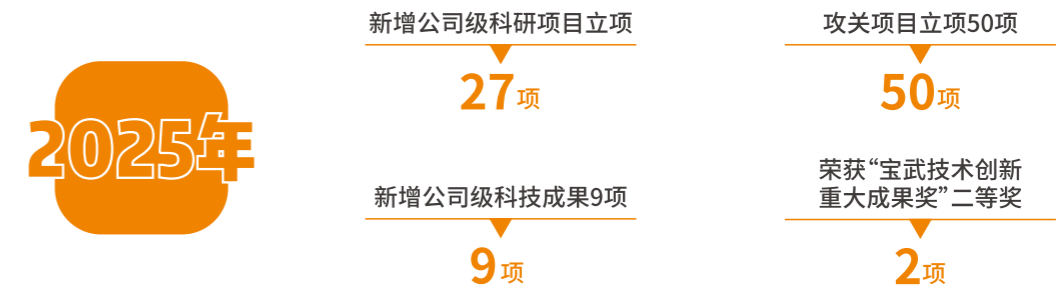 2025年
新增公司级科研项目立项
27项
攻关项目立项50项
50项
新增公司级科技成果9项
9项
荣获“宝武技术创新
重大成果奖”二等奖
2项